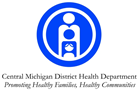 Central Michigan District Health Department
Promoting Healthy Families, Healthy Communities